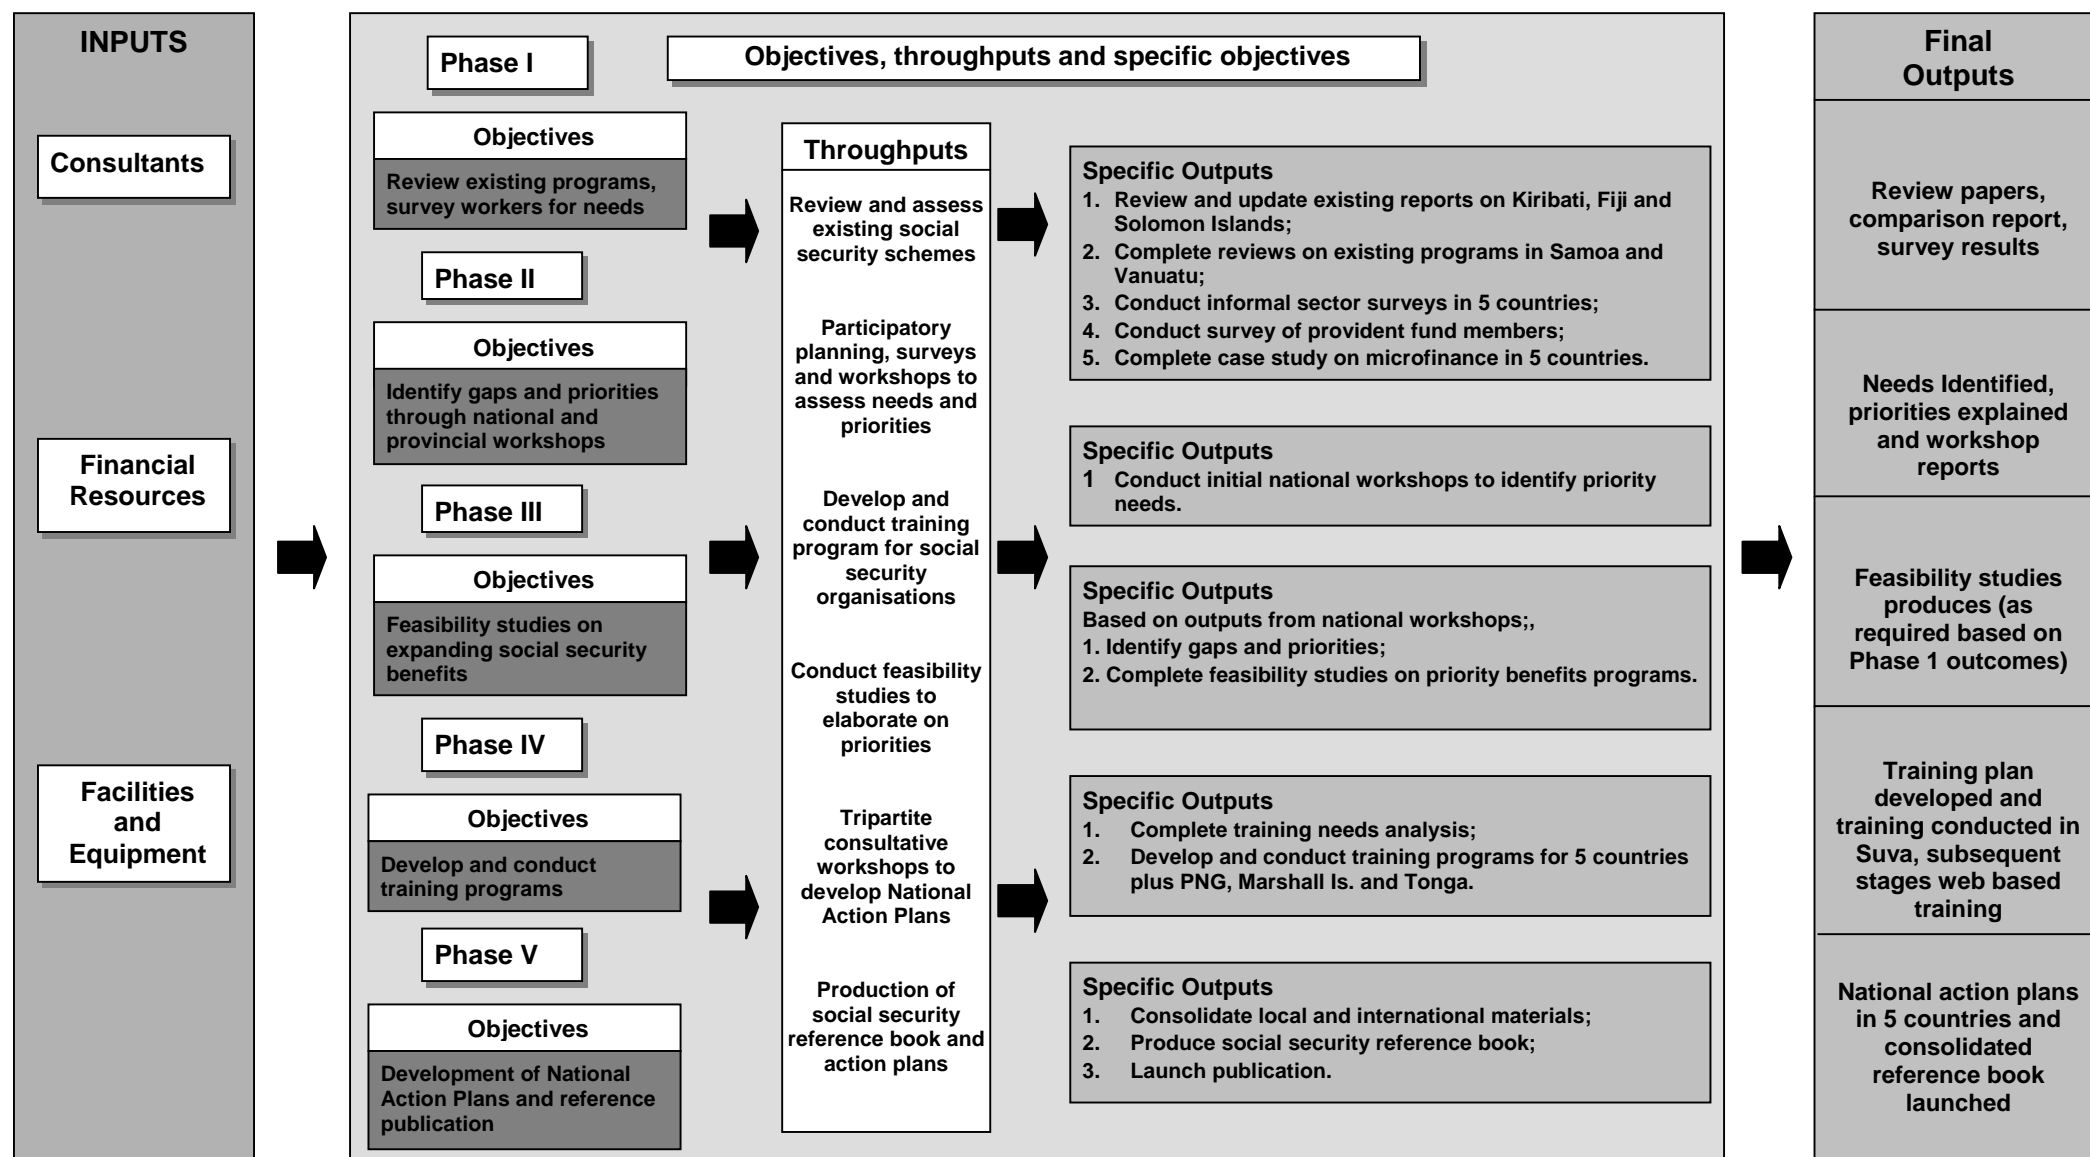 INPUTS
Consultants
Financial
Resources
Facilities
and
Equipment
Phase I
Objectives, throughputs and specific objectives
Objectives
Review existing programs,
survey workers for needs
Phase II
Objectives
Identify gaps and priorities
through national and
provincial workshops
Phase III
Objectives
Feasibility studies on
expanding social security
benefits
Phase IV
Objectives
Develop and conduct
training programs
Phase V
Objectives
Development of National
Action Plans and reference
publication
Throughputs
Review and assess
existing social
security schemes
Participatory
planning, surveys
and workshops to
assess needs and
priorities
Develop and
conduct training
program for social
security
organisations
Conduct feasibility
studies to
elaborate on
priorities
Tripartite
consultative
workshops to
develop National
Action Plans
Production of
social security
reference book and
action plans
Specific Outputs
1. Review and update existing reports on Kiribati, Fiji and
Solomon Islands;
2. Complete reviews on existing programs in Samoa and
Vanuatu;
3. Conduct informal sector surveys in 5 countries;
4. Conduct survey of provident fund members;
5. Complete case study on microfinance in 5 countries.
Specific Outputs
1 Conduct initial national workshops to identify priority
needs.
Specific Outputs
Based on outputs from national workshops;,
1. Identify gaps and priorities;
2. Complete feasibility studies on priority benefits programs.
Specific Outputs
1. Complete training needs analysis;
2. Develop and conduct training programs for 5 countries
plus PNG, Marshall Is. and Tonga.
Specific Outputs
1. Consolidate local and international materials;
2. Produce social security reference book;
3. Launch publication.
Final
Outputs
Review papers,
comparison report,
survey results
Needs Identified,
priorities explained
and workshop
reports
Feasibility studies
produces (as
required based on
Phase 1 outcomes)
Training plan
developed and
training conducted in
Suva, subsequent
stages web based
training
National action plans
in 5 countries and
consolidated
reference book
launched